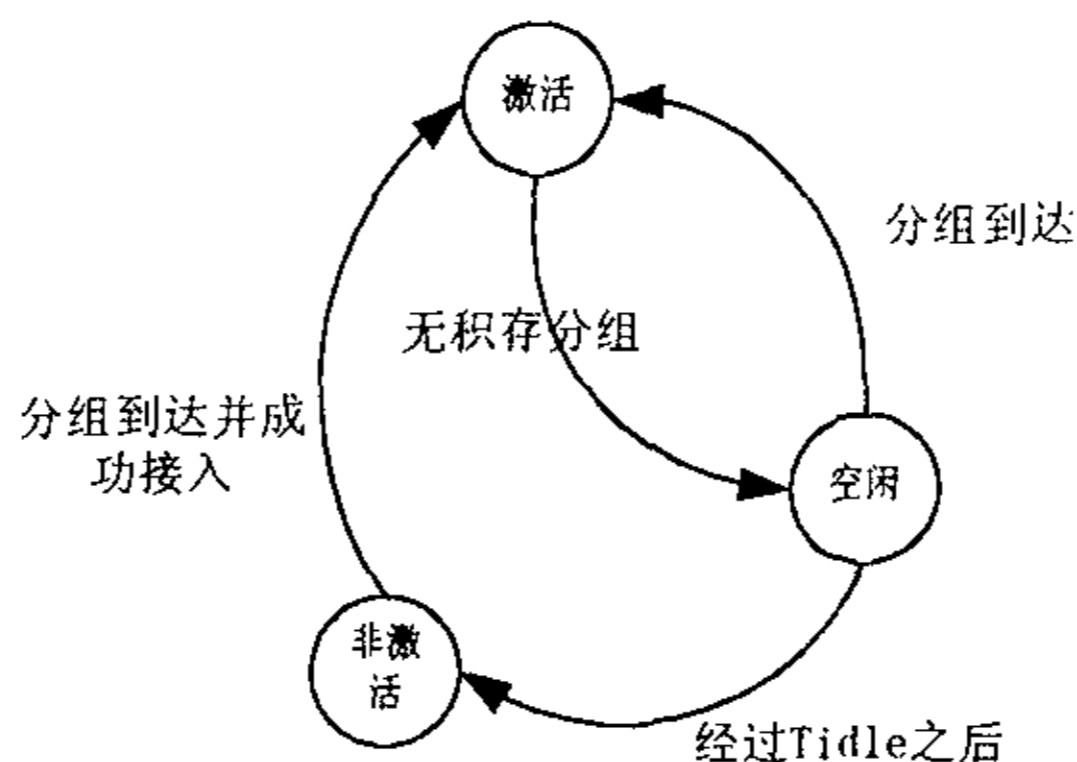 激活
分组到达
无积存分组
分组到达并成
功接入
空闲
非激
活
经过Tidle之后